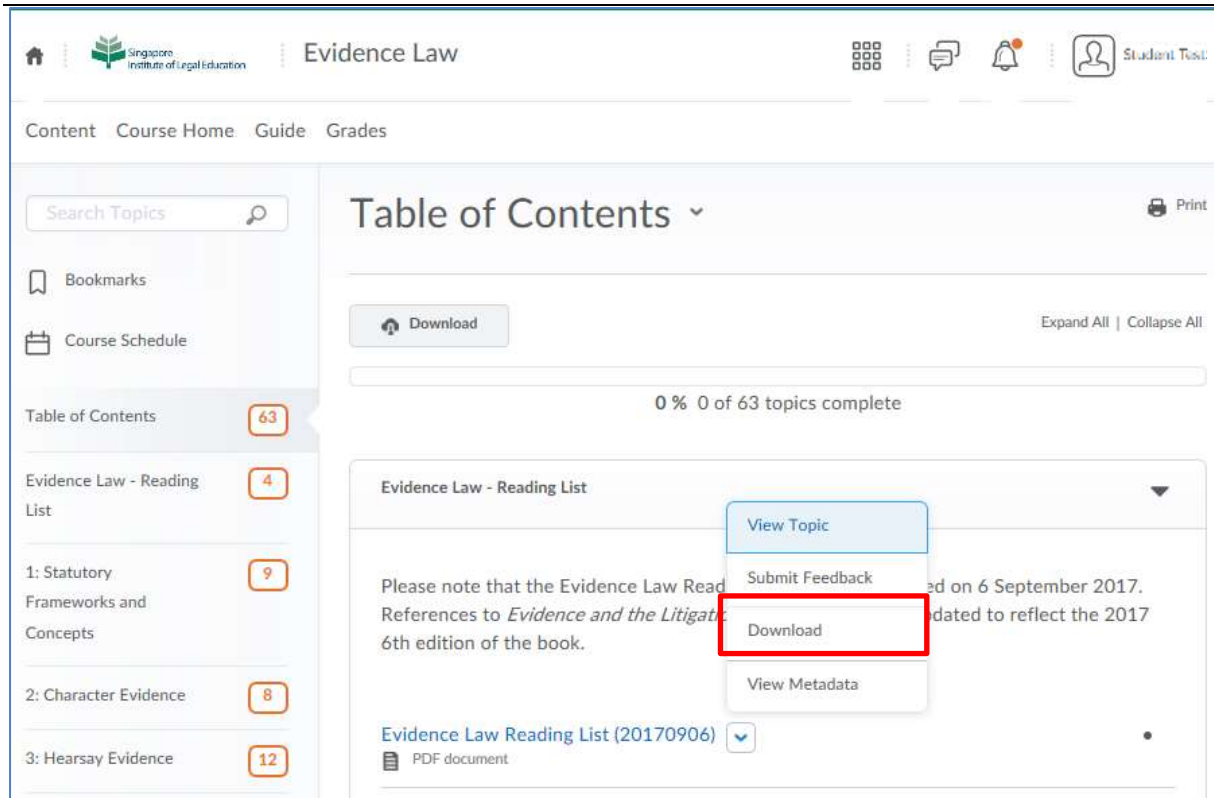 Singapore
Institute of Legal Education
Evidence Law
Student Test
Content Course Home Guide Grades
Search Topics
Bookmarks
Course Schedule
Table of Contents 63
Evidence Law - Reading
List
4
1: Statutory
Frameworks and
Concepts
9
2: Character Evidence 8
3: Hearsay Evidence 12
Table of Contents
Print
Download
Expand All | Collapse All
0 % 0 of 63 topics complete
Evidence Law - Reading List
View Topic
Submit Feedback
Download
View Metadata
Please note that the Evidence Law Read ed on 6 September 2017.
References to Evidence and the Litigati dated to reflect the 2017
6th edition of the book.
Evidence Law Reading List (20170906)
PDF document